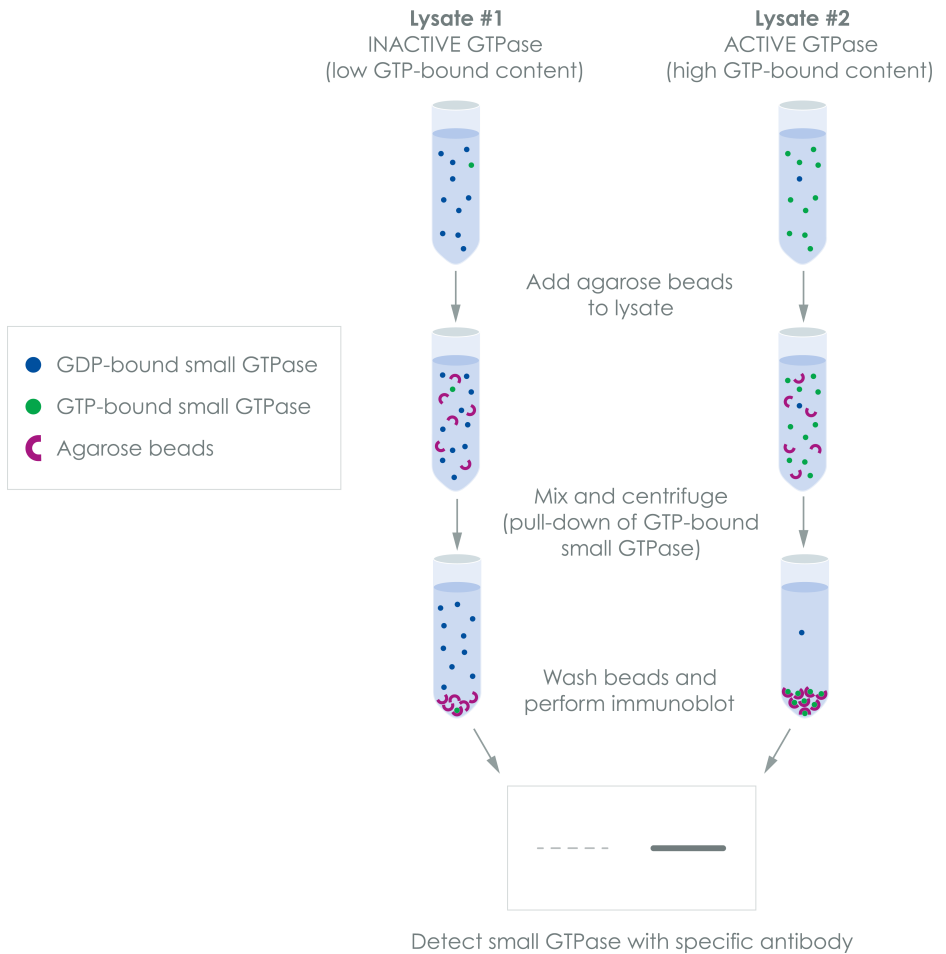 Lysate #1
INACTIVE GTPase
(low GTP-bound content)
Lysate #2
ACTIVE GTPase
(high GTP-bound content)
Add agarose beads
to lysate
GDP-bound small GTPase
GTP-bound small GTPase
Agarose beads
Mix and centrifuge
(pull-down of GTP-bound
small GTPase)
Wash beads and
perform immunoblot
Detect small GTPase with specific antibody